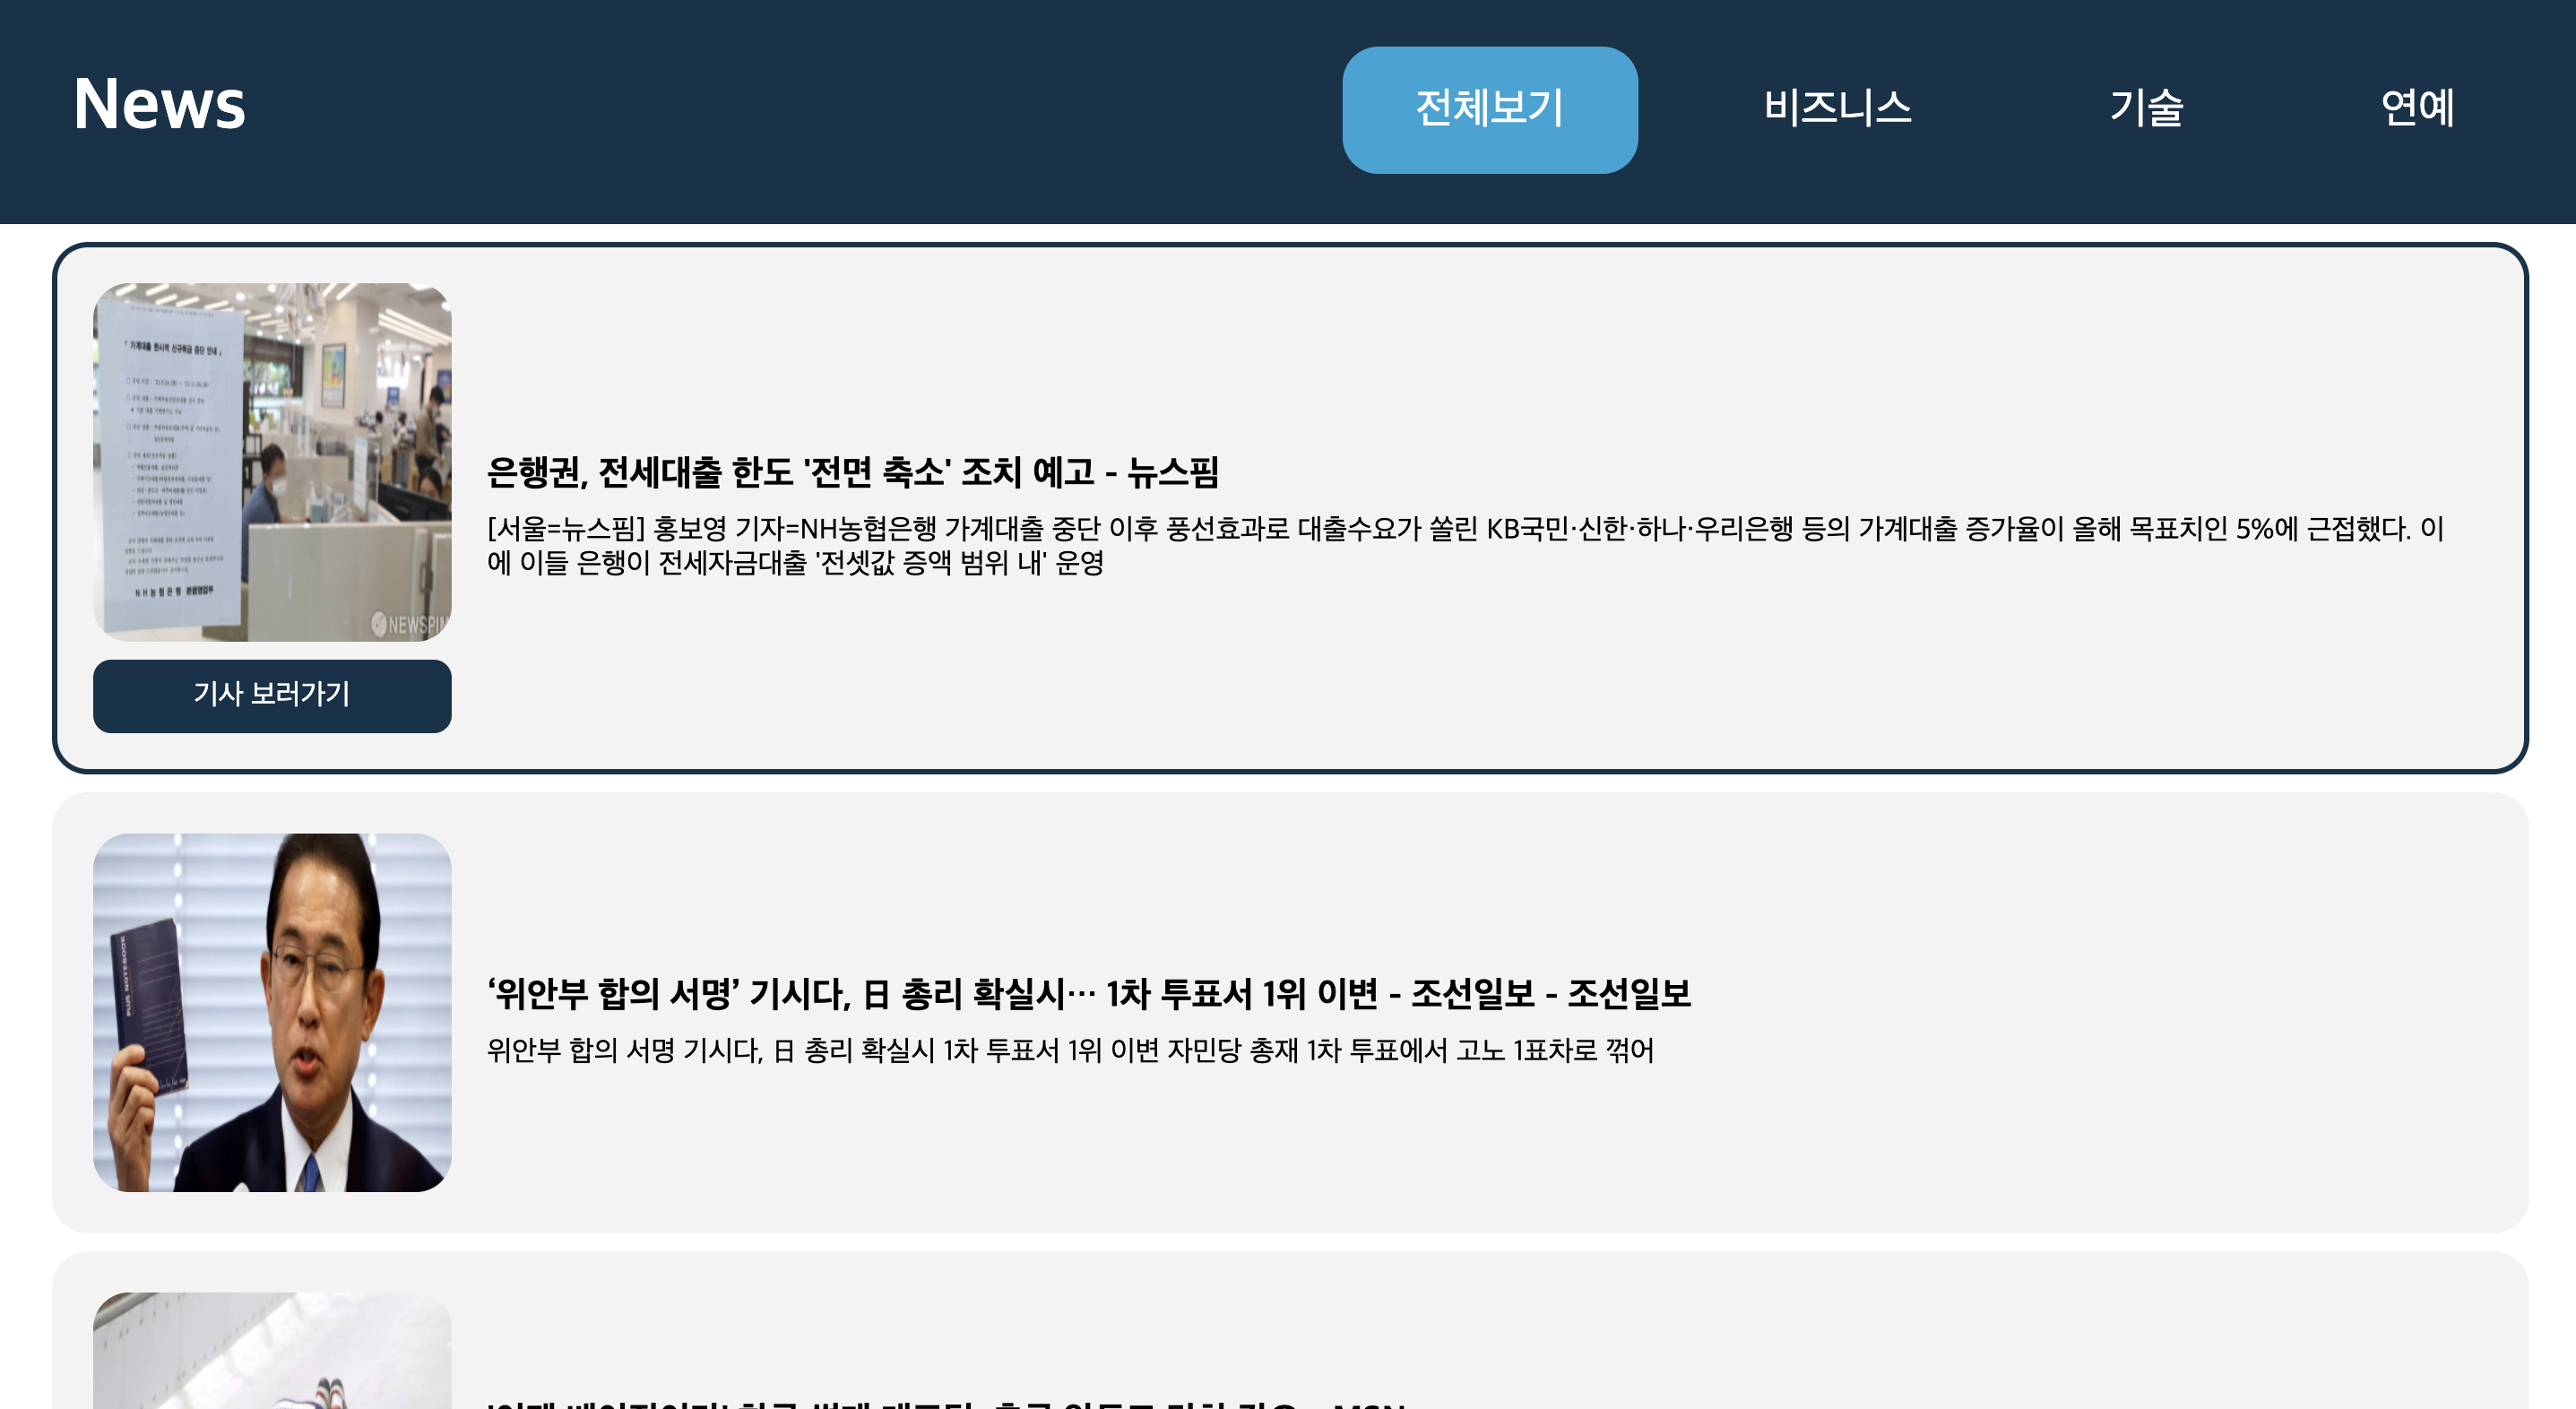 News
전체보기
비즈니스
기술
연예
「 가계대출 한시적 신규취급 중단 안내 」
NH농협은행
NEWSPIM
은행권, 전세대출 한도 '전면 축소' 조치 예고 - 뉴스핌
[서울=뉴스핌] 홍보영 기자=NH농협은행 가계대출 중단 이후 풍선효과로 대출수요가 쏠린 KB국민·신한·하나·우리은행 등의 가계대출 증가율이 올해 목표치인 5%에 근접했다. 이
에 이들 은행이 전세자금대출 '전셋값 증액 범위 내' 운영
기사 보러가기
PLUS NOTEBOOK
‘위안부 합의 서명’ 기시다, 日 총리 확실시… 1차 투표서 1위 이변 - 조선일보 - 조선일보
위안부 합의 서명 기시다, 日 총리 확실시 1차 투표서 1위 이변 자민당 총재 1차 투표에서 고노 1표차로 꺾어
MSN